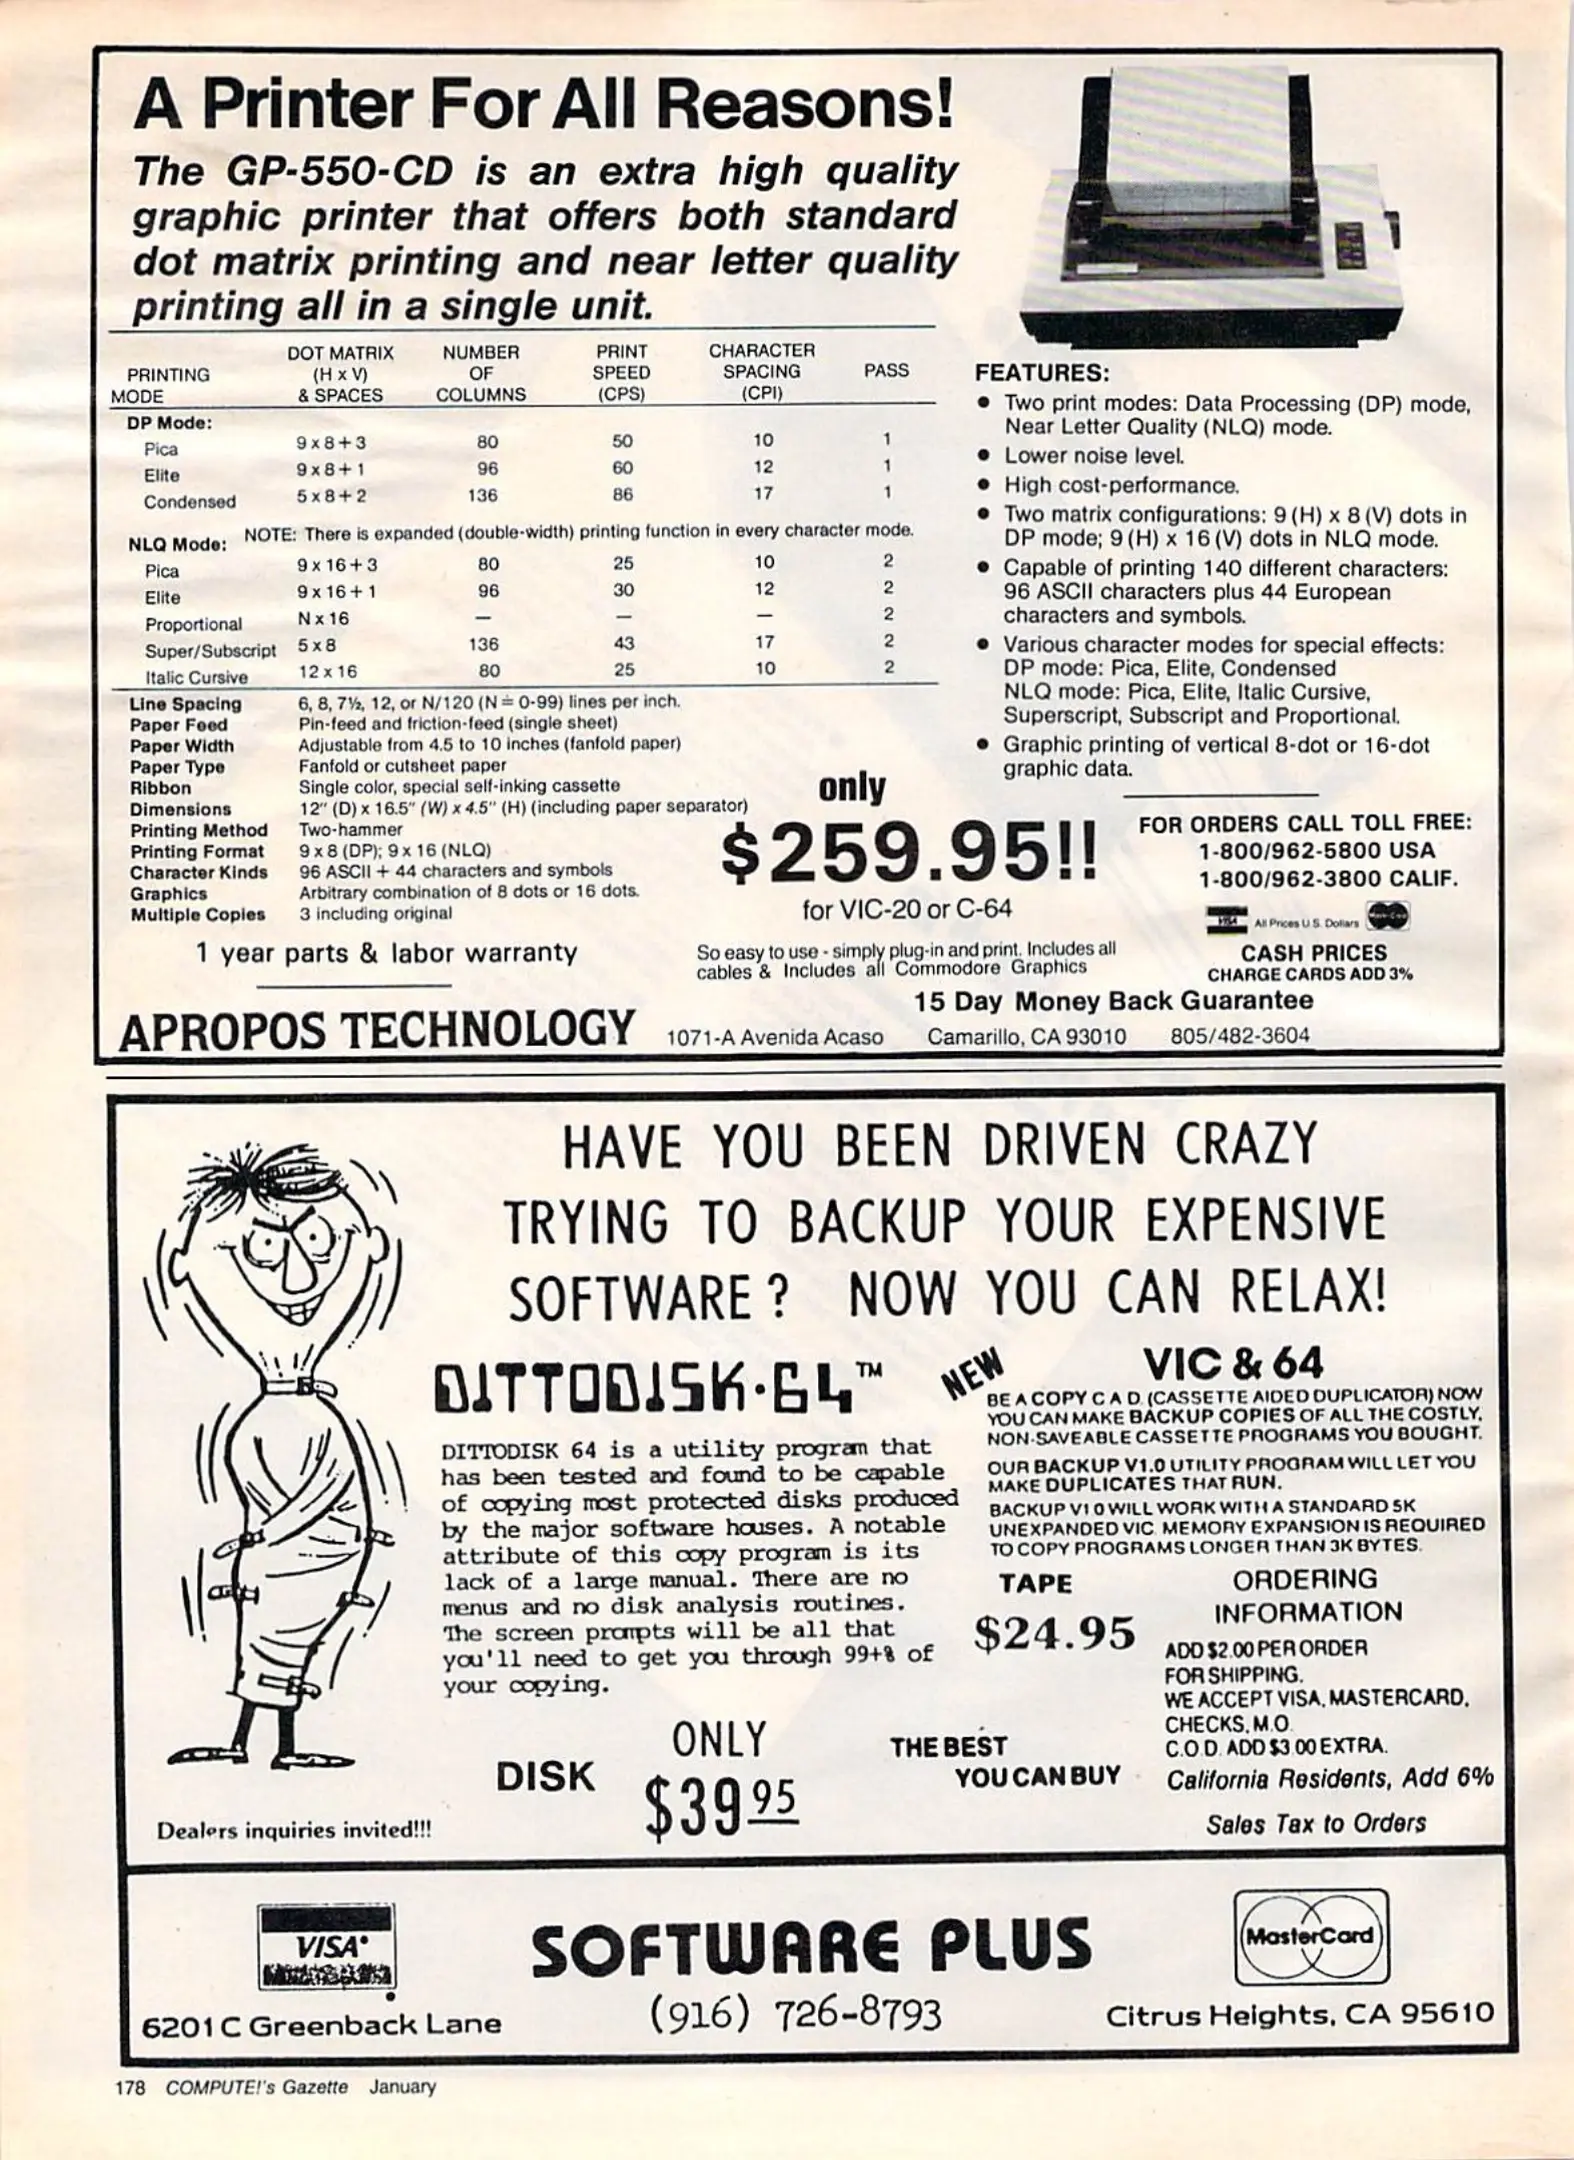 A Printer For All Reasons!
The GP-550-CD is an extra high quality
graphic printer that offers both standard
dot matrix printing and near letter quality
printing all in a single unit.
PRINTING MODE DOT MATRIX (H x V) & SPACES NUMBER OF COLUMNS PRINT SPEED (CPS) CHARACTER SPACING (CPI) PASS
DP Mode:
Pica 9 x 8 + 3 80 50 10 1
Elite 9 x 8 + 1 96 60 12 1
Condensed 5 x 8 + 2 136 86 17 1
NOTE: There is expanded (double-width) printing function in every character mode.
NLQ Mode:
Pica 9 x 16 + 3 80 25 10 2
Elite 9 x 16 + 1 96 30 12 2
Proportional N x 16 — — — 2
Super/Subscript 5 x 8 136 43 17 2
Italic Cursive 12 x 16 80 25 10 2
Line Spacing 6, 8, 7½, 12, or N/120 (N = 0-99) lines per inch.
Paper Feed Pin-feed and friction-feed (single sheet)
Paper Width Adjustable from 4.5 to 10 inches (fanfold paper)
Paper Type Fanfold or cutsheet paper
Ribbon Single color, special self-inking cassette
Dimensions 12" (D) x 16.5" (W) x 4.5" (H) (including paper separator)
Printing Method Two-hammer
Printing Format 9 x 8 (DP); 9 x 16 (NLQ)
Character Kinds 96 ASCII + 44 characters and symbols
Graphics Arbitrary combination of 8 dots or 16 dots.
Multiple Copies 3 including original
1 year parts & labor warranty
FEATURES:
• Two print modes: Data Processing (DP) mode,
Near Letter Quality (NLQ) mode.
• Lower noise level.
• High cost-performance.
• Two matrix configurations: 9 (H) x 8 (V) dots in
DP mode; 9 (H) x 16 (V) dots in NLQ mode.
• Capable of printing 140 different characters:
96 ASCII characters plus 44 European
characters and symbols.
• Various character modes for special effects:
DP mode: Pica, Elite, Condensed
NLQ mode: Pica, Elite, Italic Cursive,
Superscript, Subscript and Proportional.
• Graphic printing of vertical 8-dot or 16-dot
graphic data.
only
$259.95!!
for VIC-20 or C-64
So easy to use - simply plug-in and print. Includes all
cables & Includes all Commodore Graphics
FOR ORDERS CALL TOLL FREE:
1-800/962-5800 USA
1-800/962-3800 CALIF.
VISA All Prices U.S. Dollars MasterCard
CASH PRICES
CHARGE CARDS ADD 3%
15 Day Money Back Guarantee
APROPOS TECHNOLOGY 1071-A Avenida Acaso Camarillo, CA 93010 805/482-3604
HAVE YOU BEEN DRIVEN CRAZY
TRYING TO BACKUP YOUR EXPENSIVE
SOFTWARE? NOW YOU CAN RELAX!
DITTODISK·64™
DITTODISK 64 is a utility program that
has been tested and found to be capable
of copying most protected disks produced
by the major software houses. A notable
attribute of this copy program is its
lack of a large manual. There are no
menus and no disk analysis routines.
The screen prompts will be all that
you'll need to get you through 99+% of
your copying.
DISK
ONLY
$39.95
Dealers inquiries invited!!!
NEW
VIC & 64
BE A COPY C A D. (CASSETTE AIDED DUPLICATOR) NOW
YOU CAN MAKE BACKUP COPIES OF ALL THE COSTLY,
NON-SAVEABLE CASSETTE PROGRAMS YOU BOUGHT.
OUR BACKUP V1.0 UTILITY PROGRAM WILL LET YOU
MAKE DUPLICATES THAT RUN.
BACKUP V1.0 WILL WORK WITH A STANDARD 5K
UNEXPANDED VIC. MEMORY EXPANSION IS REQUIRED
TO COPY PROGRAMS LONGER THAN 3K BYTES.
TAPE
$24.95
THE BEST
YOU CAN BUY
ORDERING
INFORMATION
ADD $2.00 PER ORDER
FOR SHIPPING.
WE ACCEPT VISA, MASTERCARD,
CHECKS, M.O.
C.O.D. ADD $3.00 EXTRA.
California Residents, Add 6%
Sales Tax to Orders
VISA
SOFTWARE PLUS
MasterCard
6201 C Greenback Lane (916) 726-8793 Citrus Heights, CA 95610
178 COMPUTE!'s Gazette January